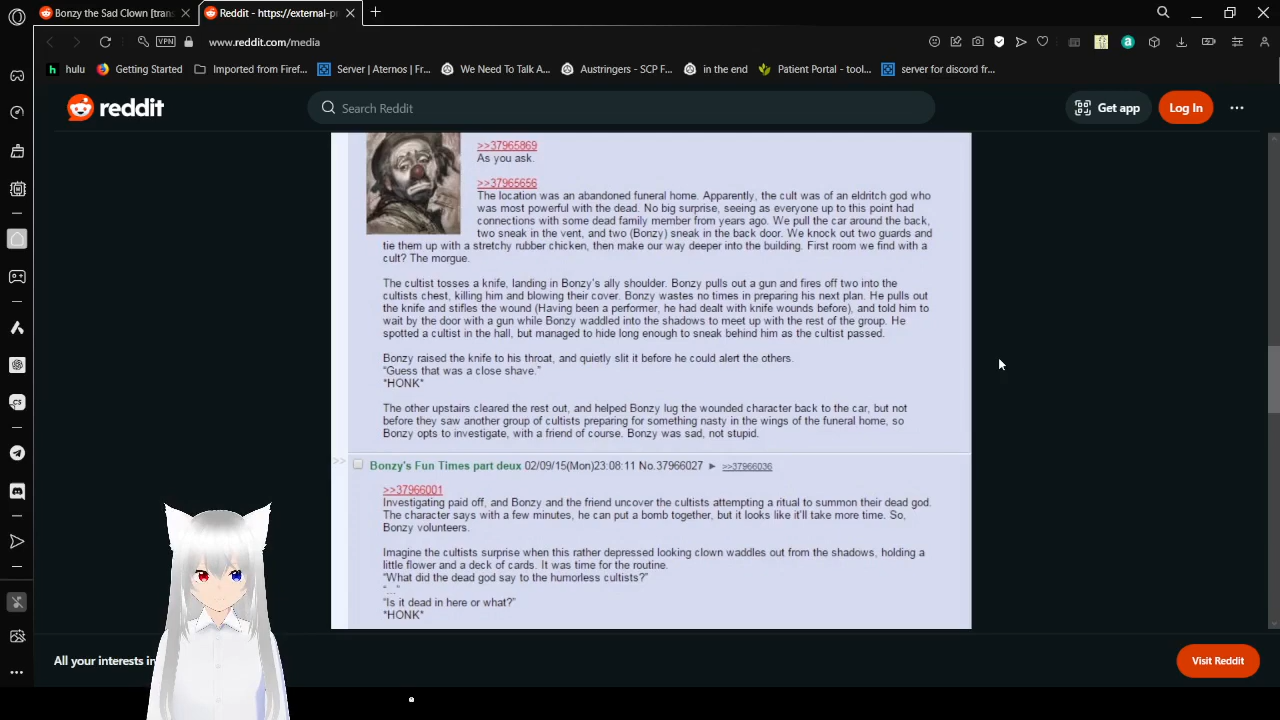 Bonzy the Sad Clown [tran
Reddit - https://external-pr
VPN
www.reddit.com/media
hulu
Getting Started
Imported from Firef...
Server | Aternos | Fr...
We Need To Talk A...
Austringers - SCP F...
in the end
Patient Portal - tool...
server for discord fr...
reddit
Search Reddit
Get app
Log In
>>37965869
As you ask.
>>37965656
The location was an abandoned funeral home. Apparently, the cult was of an eldritch god who
was most powerful with the dead. No big surprise, seeing as everyone up to this point had
connections with some dead family member from years ago. We pull the car around the back,
two sneak in the vent, and two (Bonzy) sneak in the back door. We knock out two guards and
tie them up with a stretchy rubber chicken, then make our way deeper into the building. First room we find with a
cult? The morgue.
The cultist tosses a knife, landing in Bonzy's ally shoulder. Bonzy pulls out a gun and fires off two into the
cultists chest, killing him and blowing their cover. Bonzy wastes no times in preparing his next plan. He pulls out
the knife and stifles the wound (Having been a performer, he had dealt with knife wounds before), and told him to
wait by the door with a gun while Bonzy waddled into the shadows to meet up with the rest of the group. He
spotted a cultist in the hall, but managed to hide long enough to sneak behind him as the cultist passed.
Bonzy raised the knife to his throat, and quietly slit it before he could alert the others.
“Guess that was a close shave.”
*HONK*
The other upstairs cleared the rest out, and helped Bonzy lug the wounded character back to the car, but not
before they saw another group of cultists preparing for something nasty in the wings of the funeral home, so
Bonzy opts to investigate, with a friend of course. Bonzy was sad, not stupid.
>> Bonzy's Fun Times part deux 02/09/15(Mon)23:08:11 No.37966027 ► >>37966036
>>37966001
Investigating paid off, and Bonzy and the friend uncover the cultists attempting a ritual to summon their dead god.
The character says with a few minutes, he can put a bomb together, but it looks like it'll take more time. So,
Bonzy volunteers.
Imagine the cultists surprise when this rather depressed looking clown waddles out from the shadows, holding a
little flower and a deck of cards. It was time for the routine.
“What did the dead god say to the humorless cultists?”
“...”
“Is it dead in here or what?”
*HONK*
All your interests in
Visit Reddit